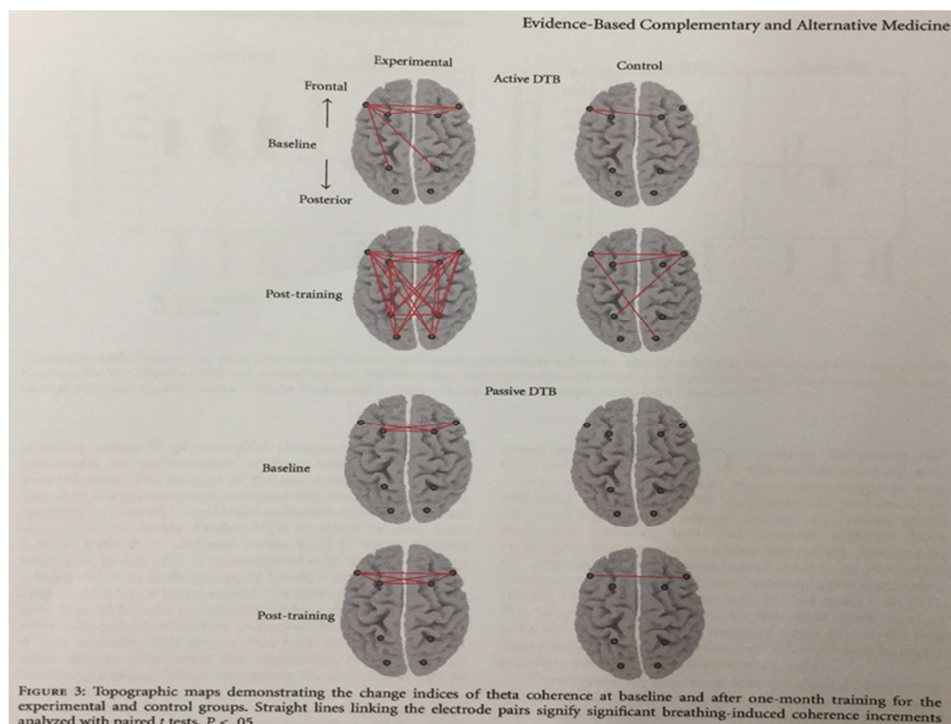 Evidence-Based Complementary and Alternative Medicine
Experimental
Active DTB
Control
Frontal
Baseline
Posterior
Post-training
Passive DTB
Baseline
Post-training
FIGURE 3: Topographic maps demonstrating the change indices of theta coherence at baseline and after one-month training for the
experimental and control groups. Straight lines linking the electrode pairs signify significant breathing-induced coherence increment
analyzed with paired t tests. P < .05